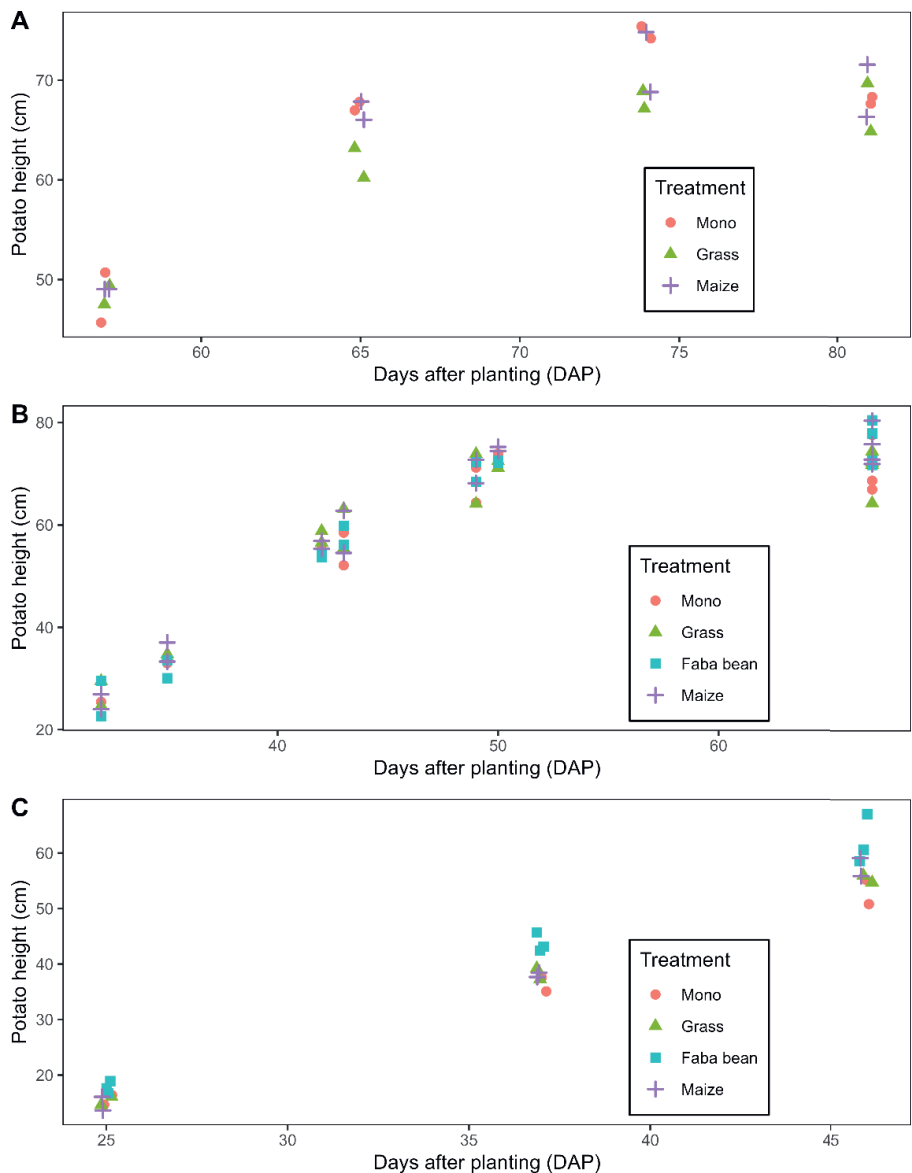 A
Potato height (cm)
70
60
50
Treatment
Mono
Grass
Maize
60 65 70 75 80
Days after planting (DAP)
B
Potato height (cm)
80
60
40
20
Treatment
Mono
Grass
Faba bean
Maize
40 50 60
Days after planting (DAP)
C
Potato height (cm)
60
50
40
30
20
Treatment
Mono
Grass
Faba bean
Maize
25 30 35 40 45
Days after planting (DAP)